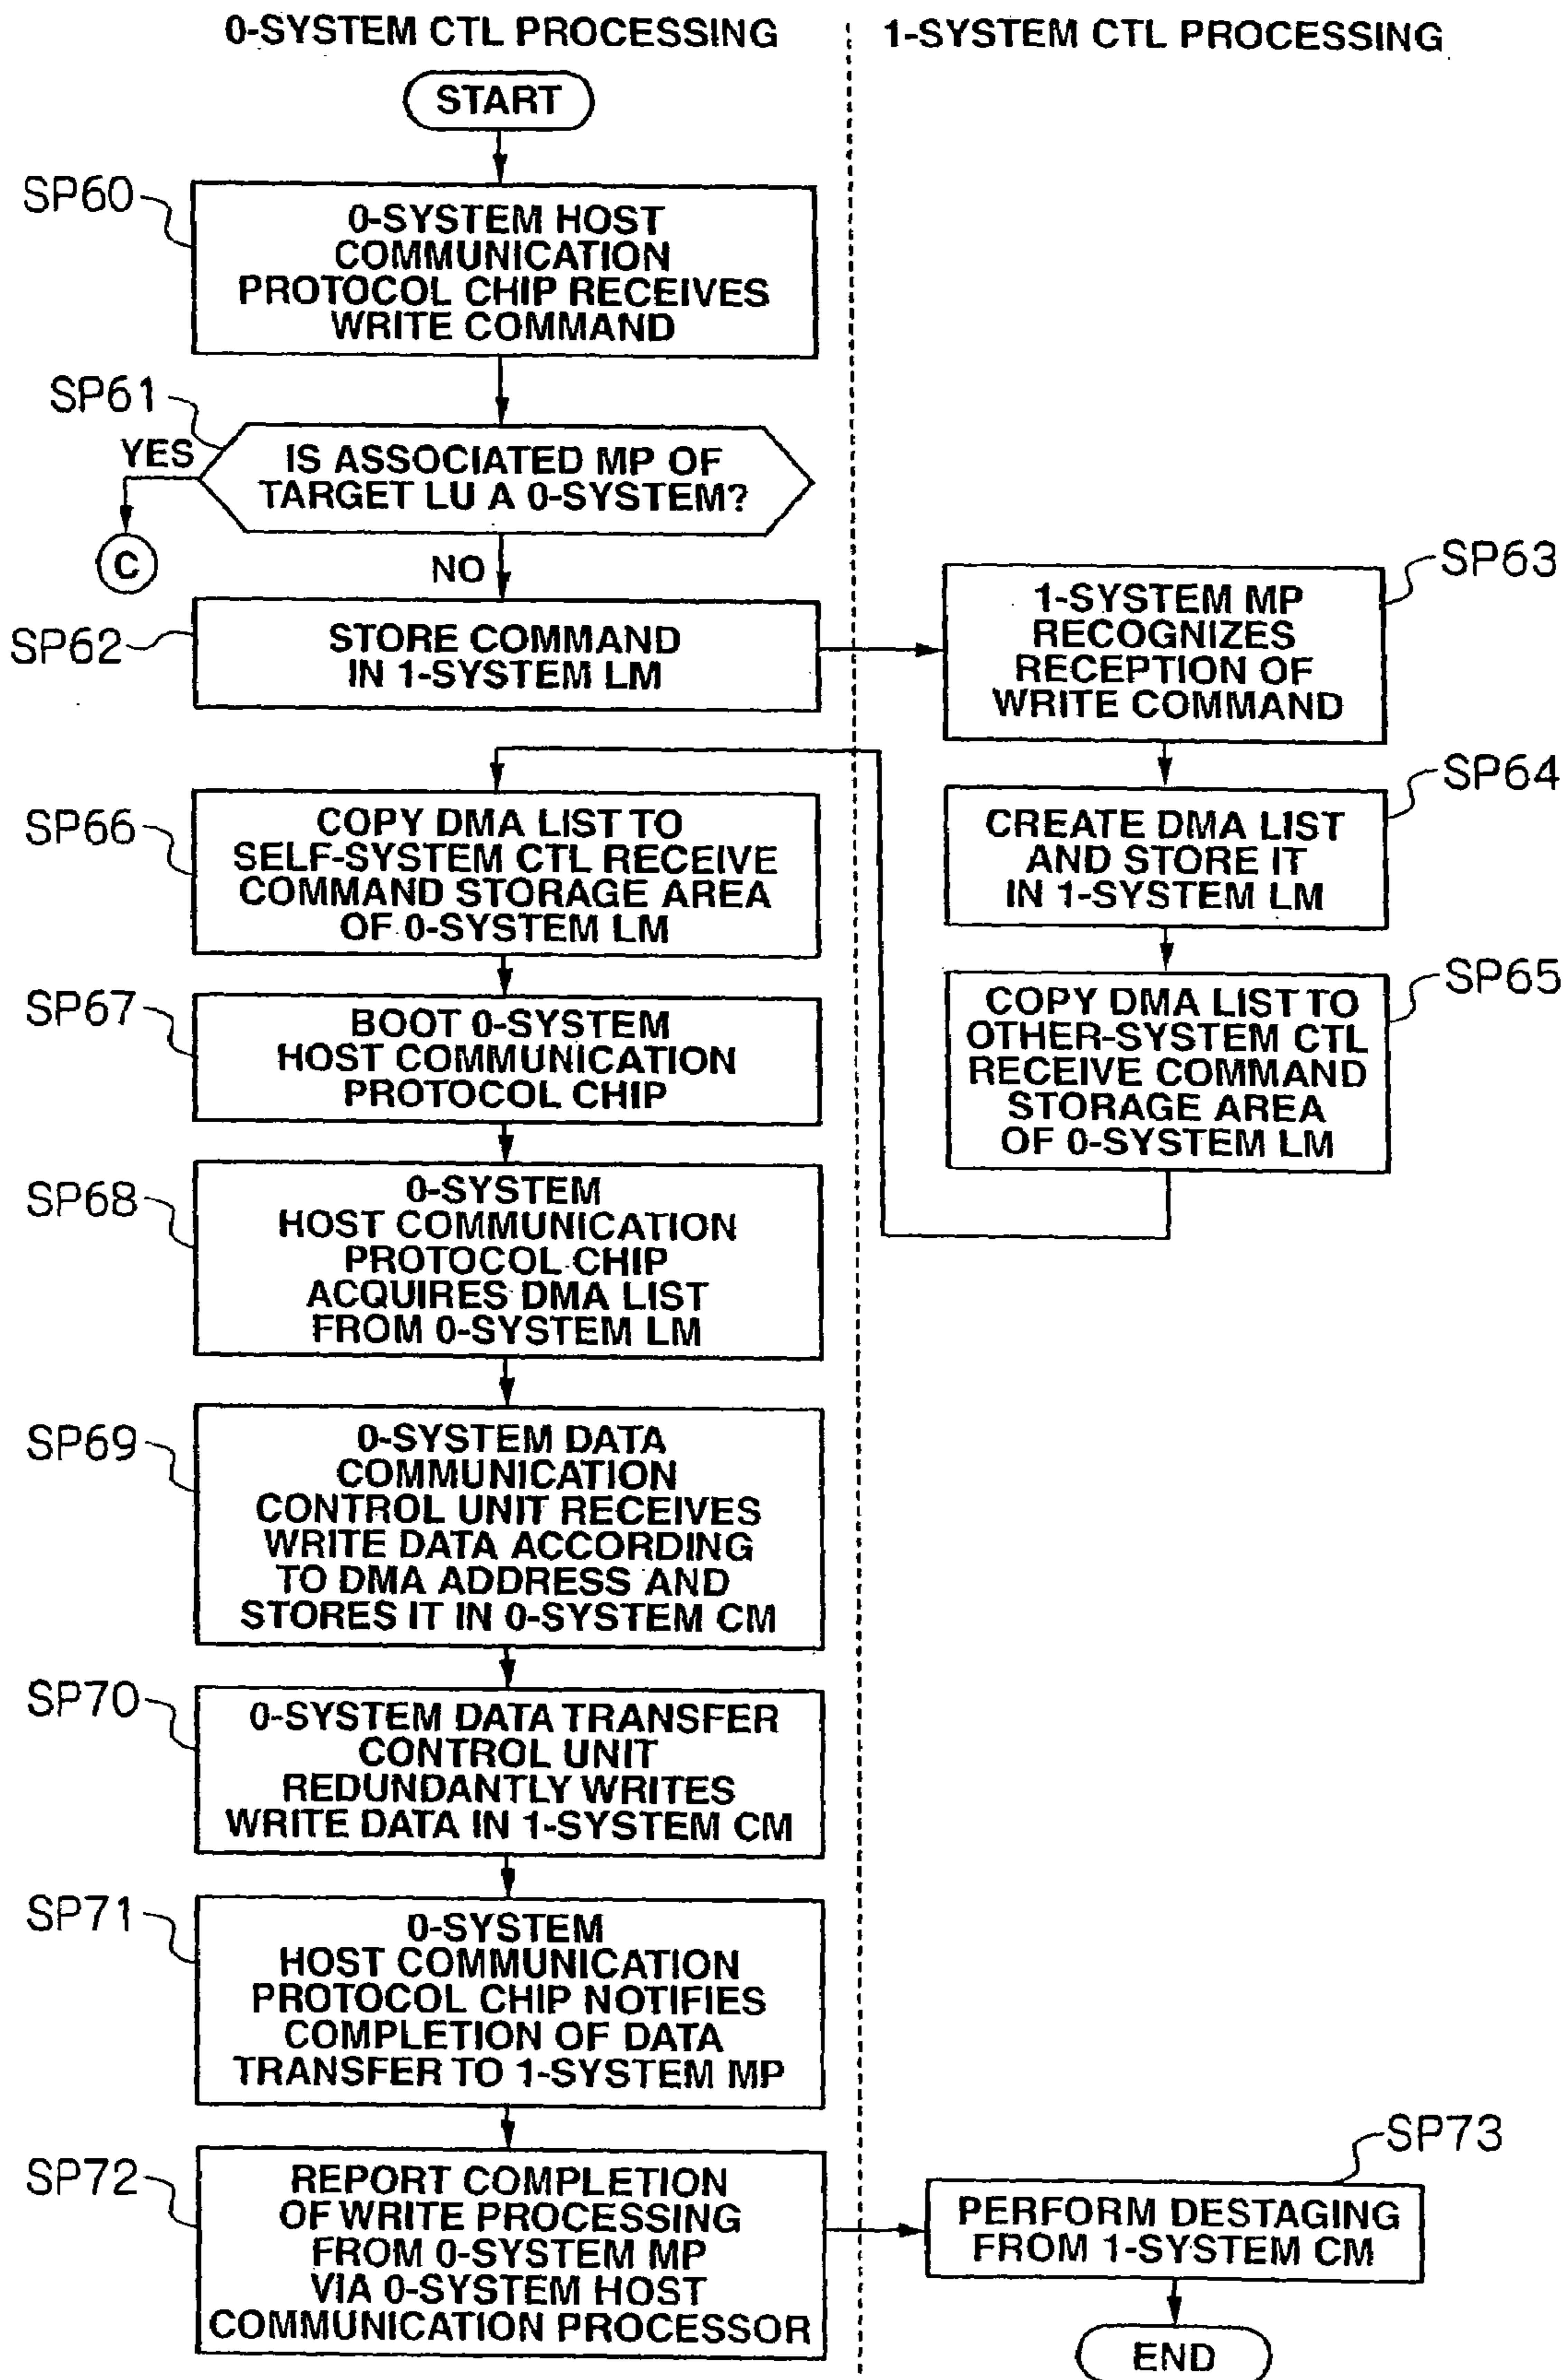 0-SYSTEM CTL PROCESSING
1-SYSTEM CTL PROCESSING
START
SP60
0-SYSTEM HOST
COMMUNICATION
PROTOCOL CHIP RECEIVES
WRITE COMMAND
SP61
YES
IS ASSOCIATED MP OF
TARGET LU A 0-SYSTEM?
C
NO
SP62
STORE COMMAND
IN 1-SYSTEM LM
SP63
1-SYSTEM MP
RECOGNIZES
RECEPTION OF
WRITE COMMAND
SP64
CREATE DMA LIST
AND STORE IT
IN 1-SYSTEM LM
SP65
COPY DMA LIST TO
OTHER-SYSTEM CTL
RECEIVE COMMAND
STORAGE AREA
OF 0-SYSTEM LM
SP66
COPY DMA LIST TO
SELF-SYSTEM CTL RECEIVE
COMMAND STORAGE AREA
OF 0-SYSTEM LM
SP67
BOOT 0-SYSTEM
HOST COMMUNICATION
PROTOCOL CHIP
SP68
0-SYSTEM
HOST COMMUNICATION
PROTOCOL CHIP
ACQUIRES DMA LIST
FROM 0-SYSTEM LM
SP69
0-SYSTEM DATA
COMMUNICATION
CONTROL UNIT RECEIVES
WRITE DATA ACCORDING
TO DMA ADDRESS AND
STORES IT IN 0-SYSTEM CM
SP70
0-SYSTEM DATA TRANSFER
CONTROL UNIT
REDUNDANTLY WRITES
WRITE DATA IN 1-SYSTEM CM
SP71
0-SYSTEM
HOST COMMUNICATION
PROTOCOL CHIP NOTIFIES
COMPLETION OF DATA
TRANSFER TO 1-SYSTEM MP
SP72
REPORT COMPLETION
OF WRITE PROCESSING
FROM 0-SYSTEM MP
VIA 0-SYSTEM HOST
COMMUNICATION PROCESSOR
SP73
PERFORM DESTAGING
FROM 1-SYSTEM CM
END